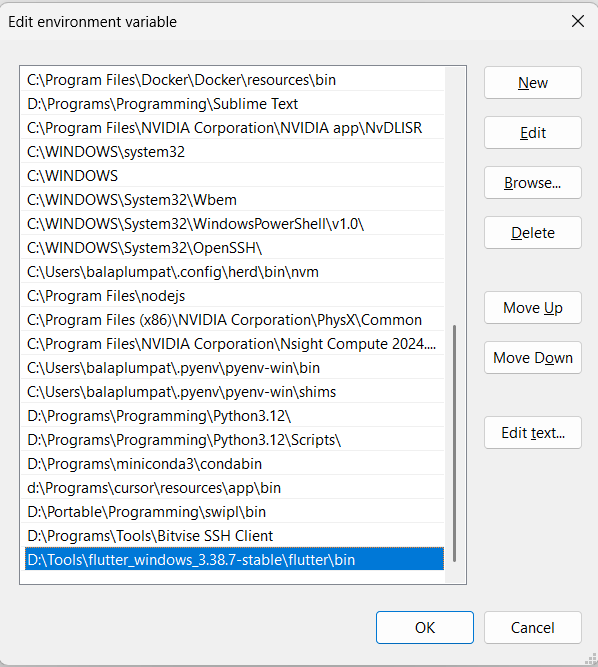 Edit environment variable
C:\Program Files\Docker\Docker\resources\bin
D:\Programs\Programming\Sublime Text
C:\Program Files\NVIDIA Corporation\NVIDIA app\NvDLISR
C:\WINDOWS\system32
C:\WINDOWS
C:\WINDOWS\System32\Wbem
C:\WINDOWS\System32\WindowsPowerShell\v1.0\
C:\WINDOWS\System32\OpenSSH\
C:\Users\balaplumpat\.config\herd\bin\nvm
C:\Program Files\nodejs
C:\Program Files (x86)\NVIDIA Corporation\PhysX\Common
C:\Program Files\NVIDIA Corporation\Nsight Compute 2024....
C:\Users\balaplumpat\.pyenv\pyenv-win\bin
C:\Users\balaplumpat\.pyenv\pyenv-win\shims
D:\Programs\Programming\Python3.12\
D:\Programs\Programming\Python3.12\Scripts\
D:\Programs\miniconda3\condabin
d:\Programs\cursor\resources\app\bin
D:\Portable\Programming\swipl\bin
D:\Programs\Tools\Bitvise SSH Client
D:\Tools\flutter_windows_3.38.7-stable\flutter\bin
New
Edit
Browse...
Delete
Move Up
Move Down
Edit text...
OK
Cancel